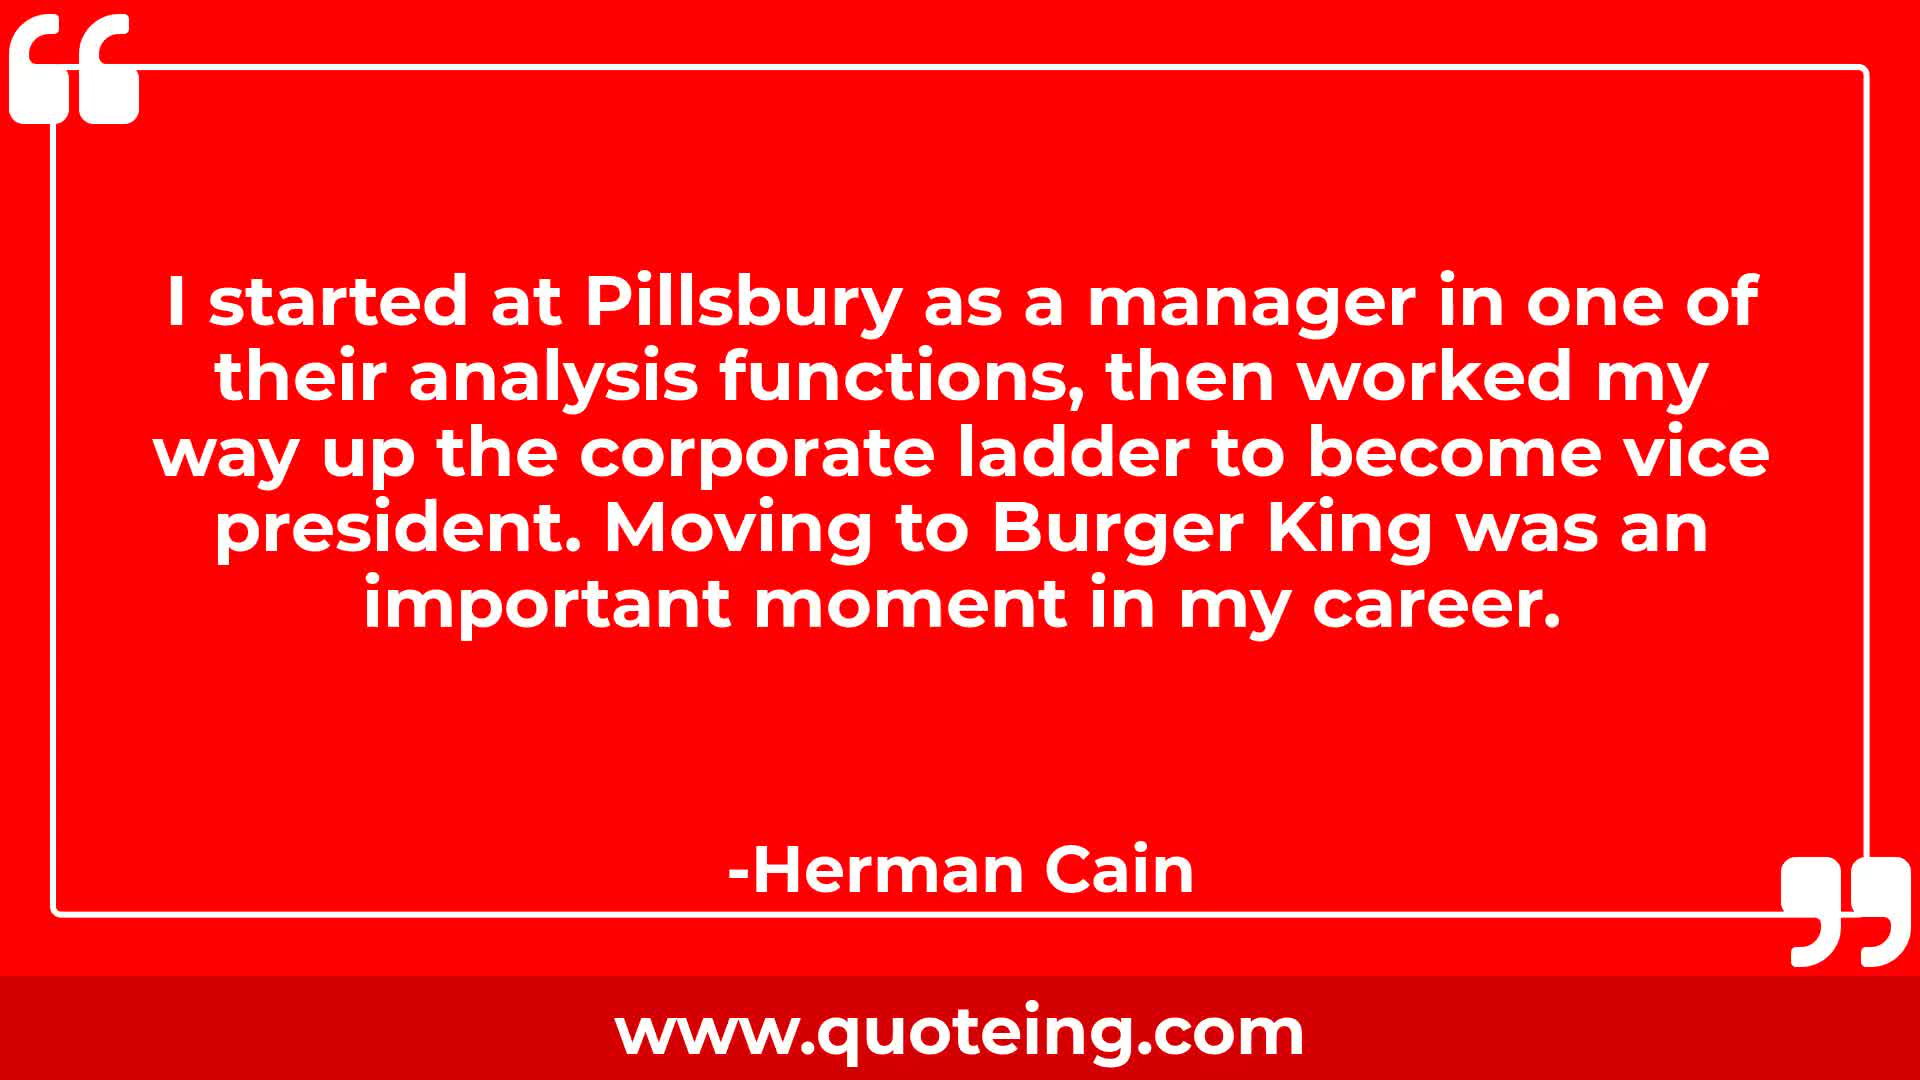 I started at Pillsbury as a manager in one of
their analysis functions, then worked my
way up the corporate ladder to become vice
president. Moving to Burger King was an
important moment in my career.
-Herman Cain
www.quoteing.com